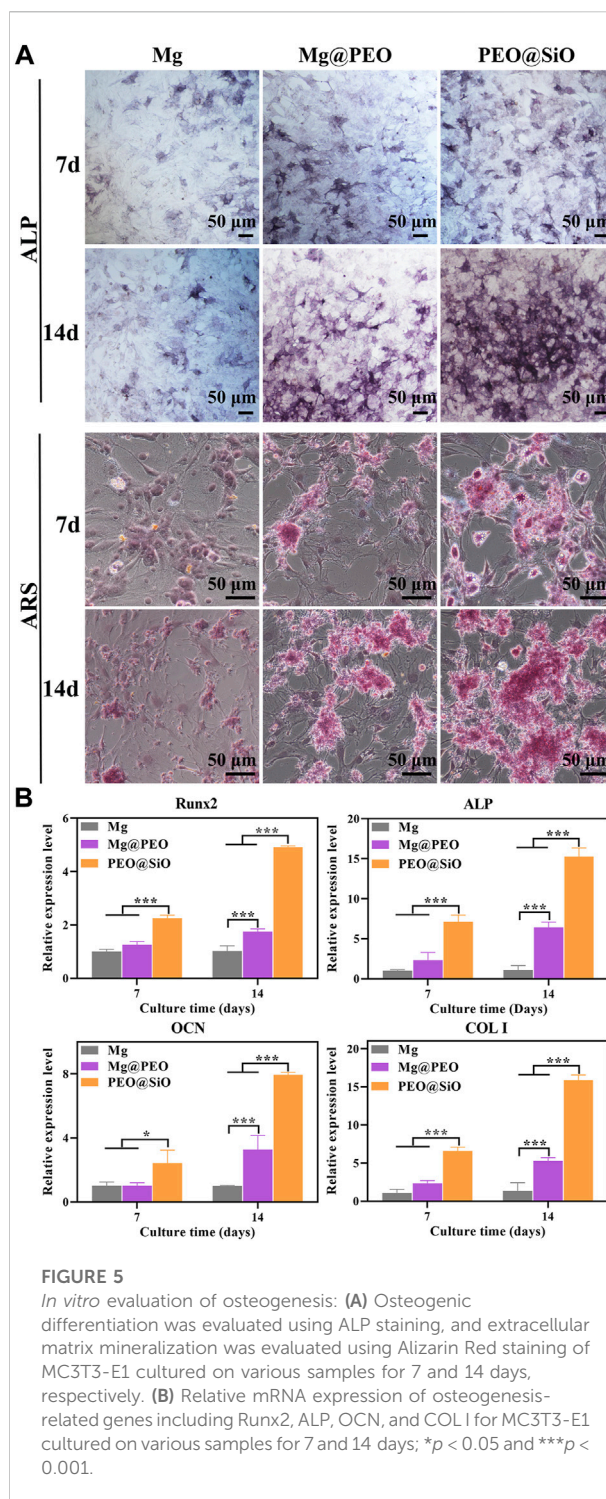 A
Mg Mg@PEO PEO@SiO
ALP
7d
50 μm 50 μm 50 μm
14d
50 μm 50 μm 50 μm
ARS
7d
50 μm 50 μm 50 μm
14d
50 μm 50 μm 50 μm
B
Runx2
Relative expression level
6
4
2
0
Mg
Mg@PEO
PEO@SiO
***
***
***
7 14
Culture time (days)
ALP
Relative expression level
20
15
10
5
0
Mg
Mg@PEO
PEO@SiO
***
***
***
7 14
Culture time (Days)
OCN
Relative expression level
8
4
0
Mg
Mg@PEO
PEO@SiO
*
***
***
7 14
Culture time (days)
COL I
Relative expression level
20
15
10
5
0
Mg
Mg@PEO
PEO@SiO
***
***
***
7 14
Culture time (days)
FIGURE 5
In vitro evaluation of osteogenesis: (A) Osteogenic
differentiation was evaluated using ALP staining, and extracellular
matrix mineralization was evaluated using Alizarin Red staining of
MC3T3-E1 cultured on various samples for 7 and 14 days,
respectively. (B) Relative mRNA expression of osteogenesis-
related genes including Runx2, ALP, OCN, and COL I for MC3T3-E1
cultured on various samples for 7 and 14 days; *p < 0.05 and ***p <
0.001.